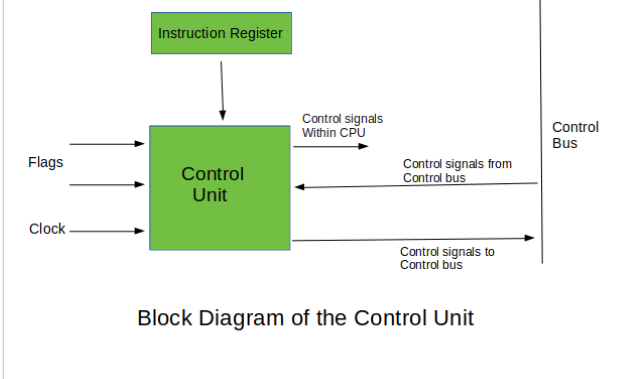 Instruction Register
Control signals
Within CPU
Control
Bus
Flags
Control
Unit
Control signals from
Control bus
Clock
Control signals to
Control bus
Block Diagram of the Control Unit